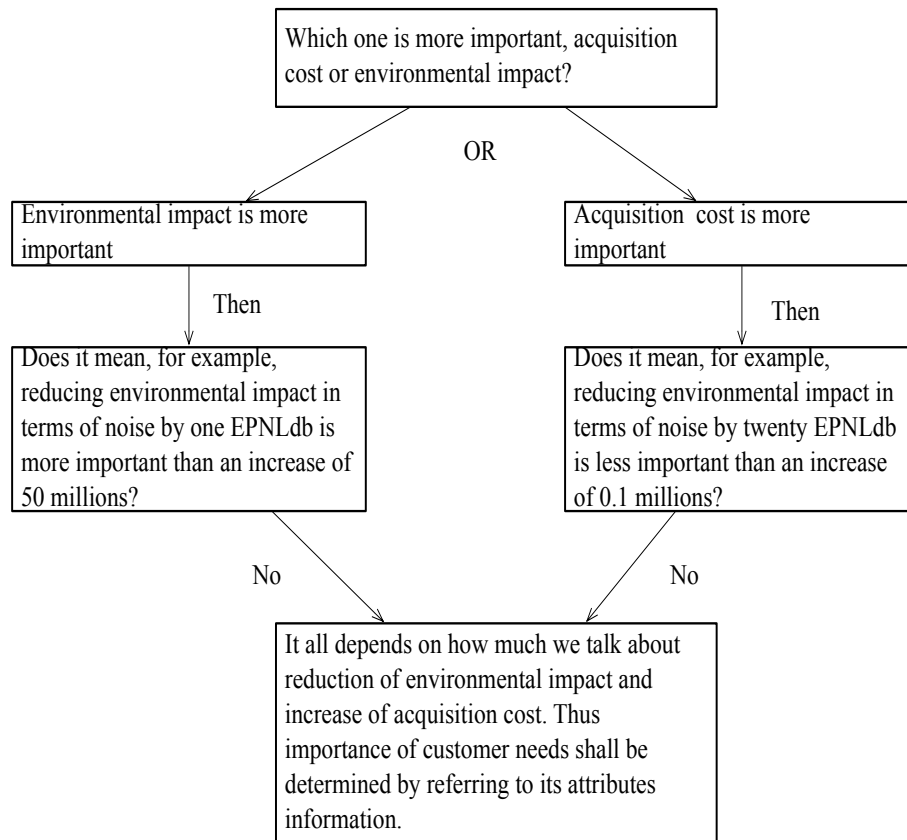 Which one is more important, acquisition
cost or environmental impact?
OR
Environmental impact is more
important
Acquisition cost is more
important
Then
Then
Does it mean, for example,
reducing environmental impact in
terms of noise by one EPNLdb is
more important than an increase of
50 millions?
Does it mean, for example,
reducing environmental impact in
terms of noise by twenty EPNLdb
is less important than an increase
of 0.1 millions?
No
No
It all depends on how much we talk about
reduction of environmental impact and
increase of acquisition cost. Thus
importance of customer needs shall be
determined by referring to its attributes
information.